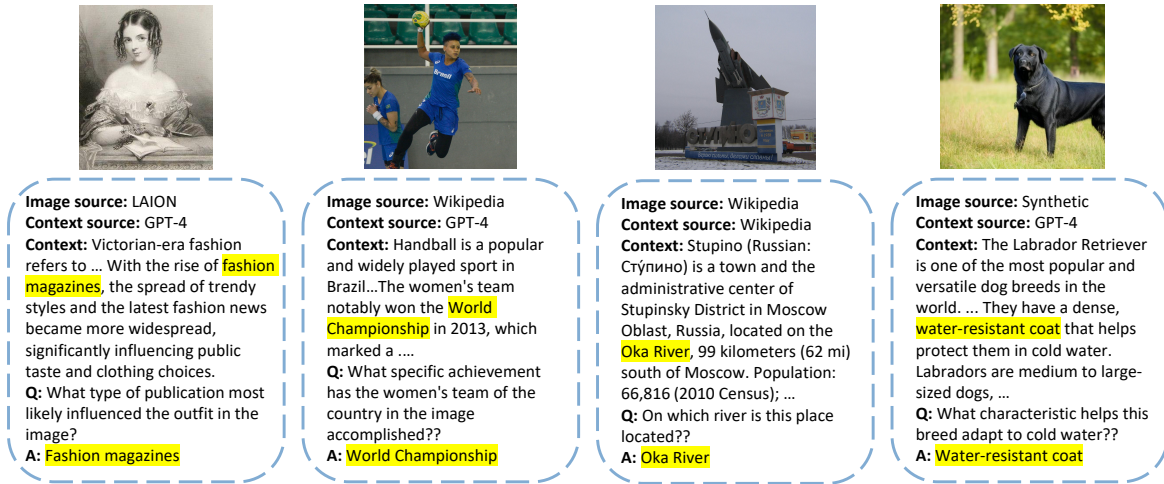 Brasil
СТУПИНО
Image source: LAION
Context source: GPT-4
Context: Victorian-era fashion
refers to ... With the rise of fashion
magazines, the spread of trendy
styles and the latest fashion news
became more widespread,
significantly influencing public
taste and clothing choices.
Q: What type of publication most
likely influenced the outfit in the
image?
A: Fashion magazines
Image source: Wikipedia
Context source: GPT-4
Context: Handball is a popular
and widely played sport in
Brazil...The women's team
notably won the World
Championship in 2013, which
marked a ....
Q: What specific achievement
has the women's team of the
country in the image
accomplished??
A: World Championship
Image source: Wikipedia
Context source: Wikipedia
Context: Stupino (Russian:
Сту́пино) is a town and the
administrative center of
Stupinsky District in Moscow
Oblast, Russia, located on the
Oka River, 99 kilometers (62 mi)
south of Moscow. Population:
66,816 (2010 Census); ...
Q: On which river is this place
located??
A: Oka River
Image source: Synthetic
Context source: GPT-4
Context: The Labrador Retriever
is one of the most popular and
versatile dog breeds in the
world. ... They have a dense,
water-resistant coat that helps
protect them in cold water.
Labradors are medium to large-
sized dogs, ...
Q: What characteristic helps this
breed adapt to cold water??
A: Water-resistant coat